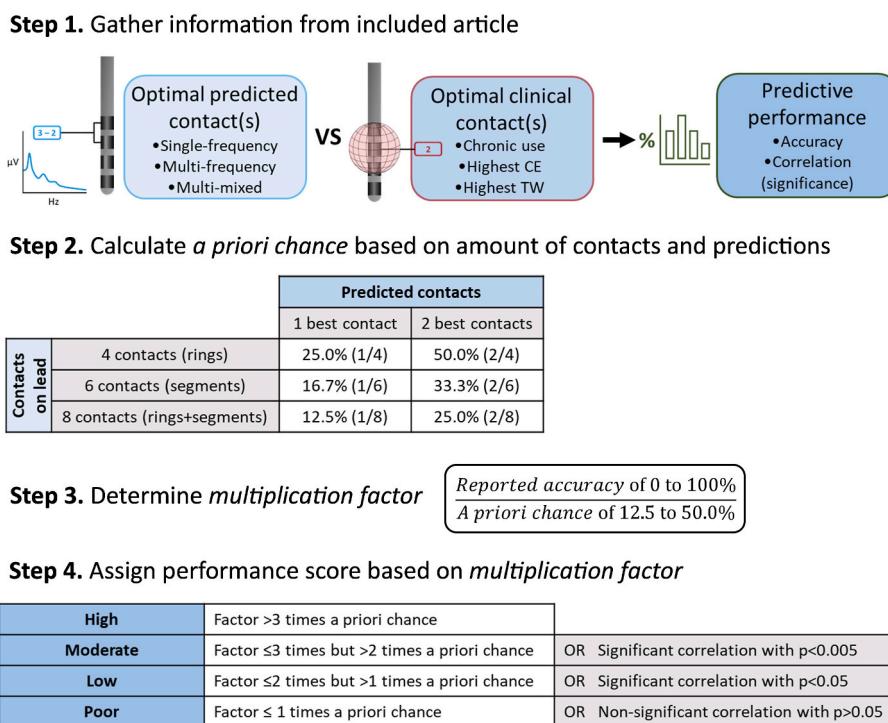 Step 1. Gather information from included article
3 – 2
µV
Hz
Optimal predicted
contact(s)
•Single-frequency
•Multi-frequency
•Multi-mixed
VS
2
Optimal clinical
contact(s)
•Chronic use
•Highest CE
•Highest TW
%
Predictive
performance
•Accuracy
•Correlation
(significance)
Step 2. Calculate a priori chance based on amount of contacts and predictions
Predicted contacts
1 best contact 2 best contacts
Contacts
on lead
4 contacts (rings) 25.0% (1/4) 50.0% (2/4)
6 contacts (segments) 16.7% (1/6) 33.3% (2/6)
8 contacts (rings+segments) 12.5% (1/8) 25.0% (2/8)
Step 3. Determine multiplication factor
Reported accuracy of 0 to 100%
A priori chance of 12.5 to 50.0%
Step 4. Assign performance score based on multiplication factor
High Factor >3 times a priori chance
Moderate Factor ≤3 times but >2 times a priori chance OR Significant correlation with p<0.005
Low Factor ≤2 times but >1 times a priori chance OR Significant correlation with p<0.05
Poor Factor ≤ 1 times a priori chance OR Non-significant correlation with p>0.05